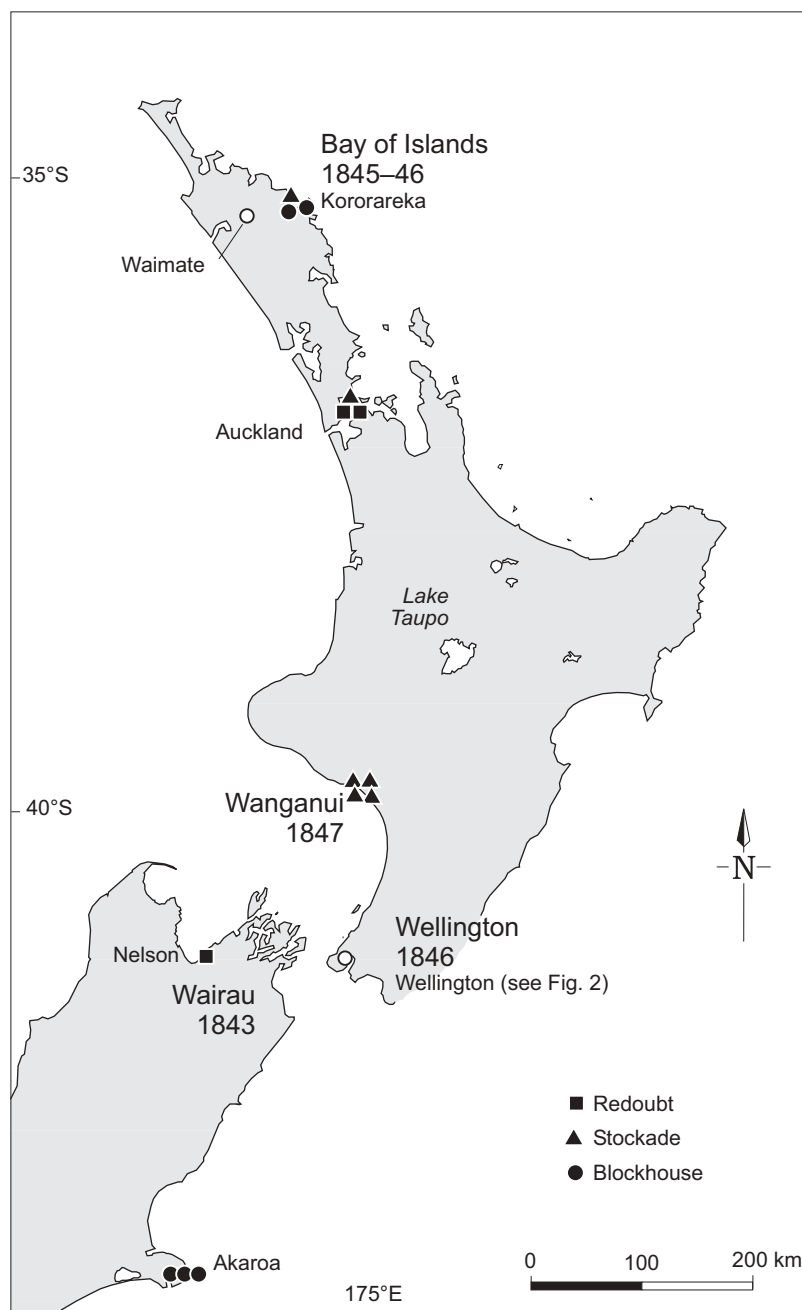 Bay of Islands
1845–46
Kororareka
35°S
Waimate
Auckland
Lake
Taupo
40°S
Wanganui
1847
N
Wellington
1846
Wellington (see Fig. 2)
Nelson
Wairau
1843
Redoubt
Stockade
Blockhouse
Akaroa
0 100 200 km
175°E